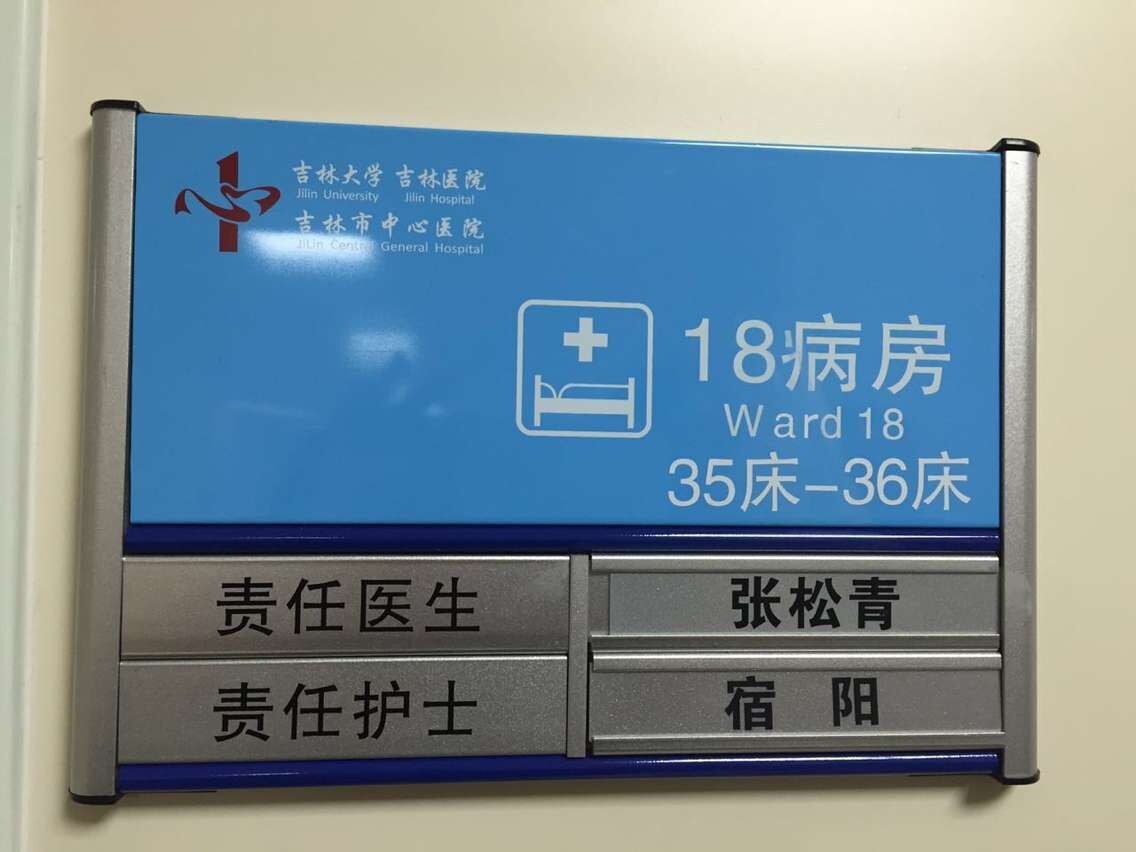 吉林大学 吉林医院
Jilin University Jilin Hospital
吉林市中心医院
JiLin Central General Hospital
18病房
Ward 18
35床-36床
责任医生 张松青
责任护士 宿 阳